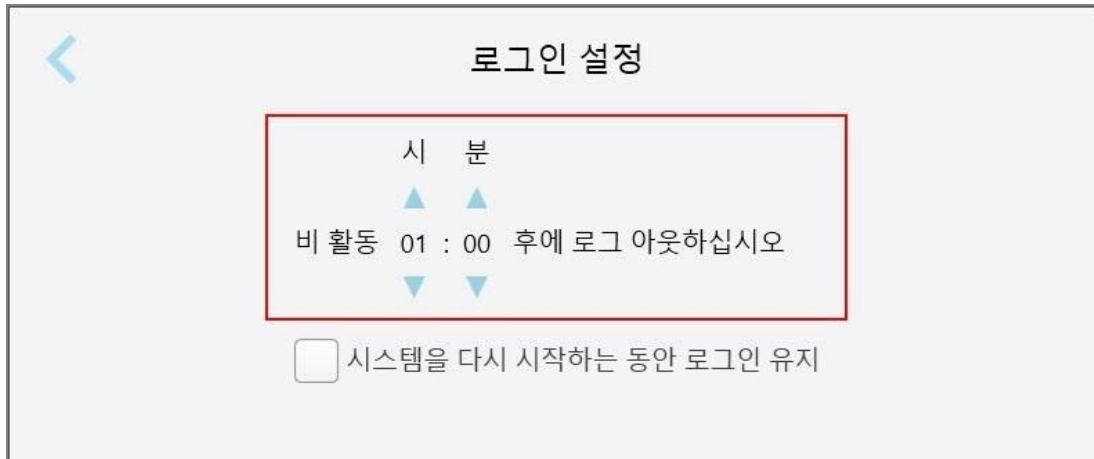 로그인 설정
시 분
비 활동 01 : 00 후에 로그 아웃하십시오
시스템을 다시 시작하는 동안 로그인 유지